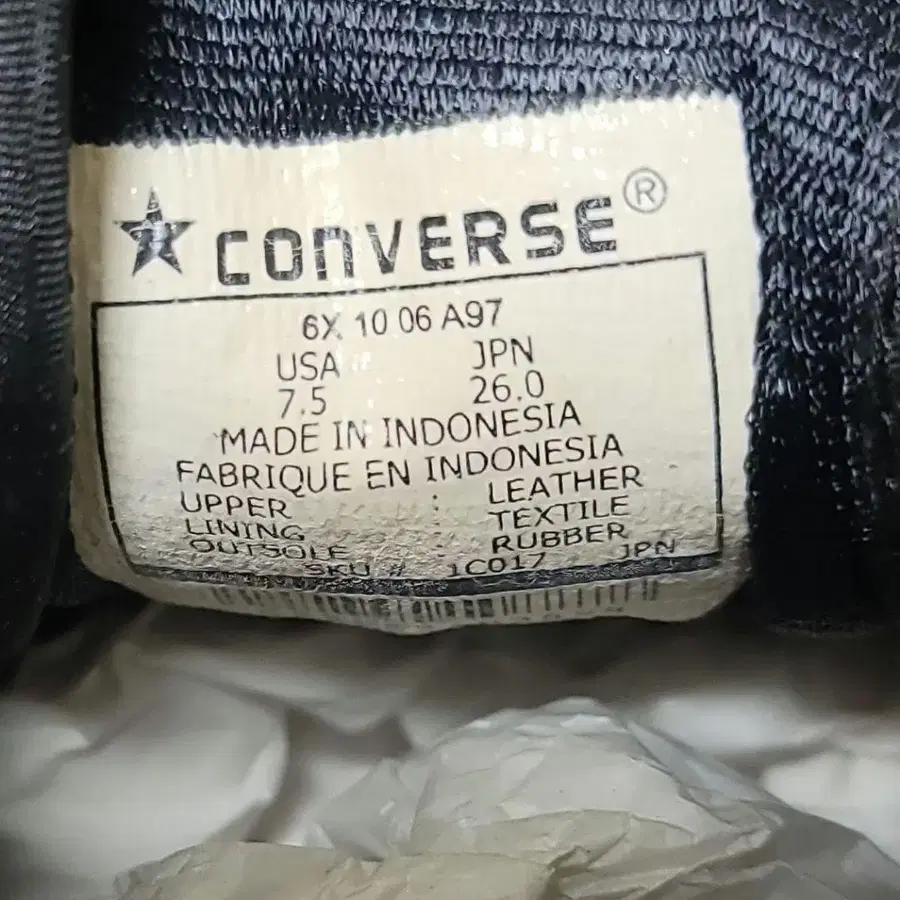 CONVERSE®
6X 10 06 A97
USA JPN
7.5 26.0
MADE IN INDONESIA
FABRIQUE EN INDONESIA
UPPER : LEATHER
LINING : TEXTILE
OUTSOLE : RUBBER
SKU # 1C017 JPN